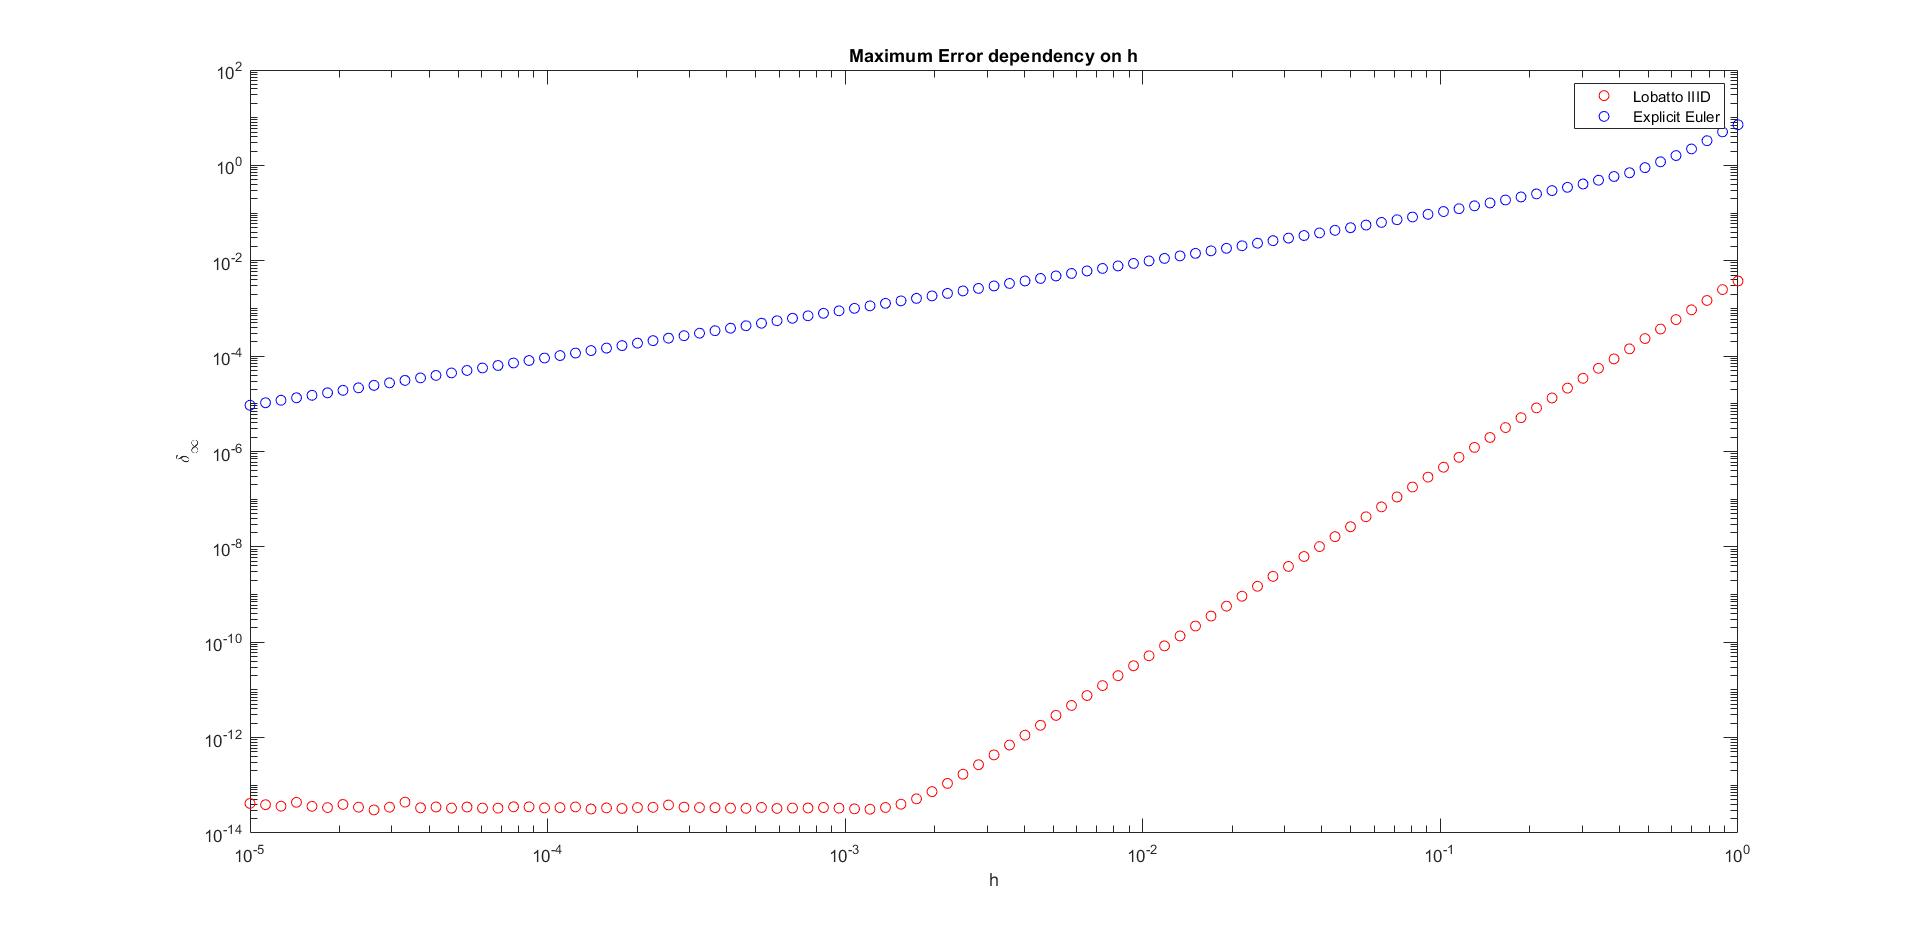 Maximum Error dependency on h
10^2
10^0
10^-2
10^-4
10^-6
10^-8
10^-10
10^-12
10^-14
δ_∞
Lobatto IIID
Explicit Euler
10^-5 10^-4 10^-3 10^-2 10^-1 10^0
h